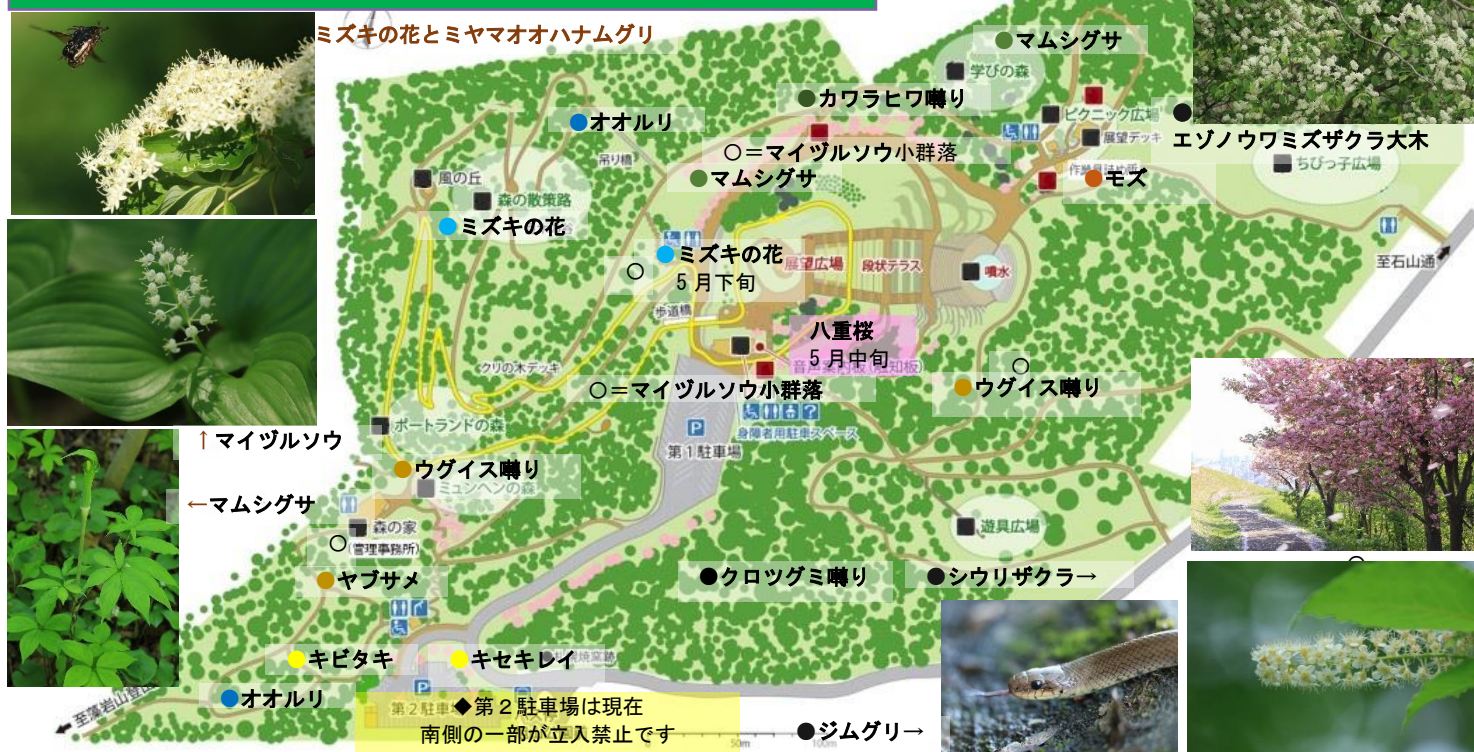 ミズキの花とミヤマオオハナムグリ
●マムシグサ
学びの森
●カワラヒワ囀り
ピクニック広場
●
エゾノウワミズザクラ大木
展望デッキ
●オオルリ
吊り橋
○=マイヅルソウ小群落
ちびっ子広場
●マムシグサ
●モズ
風の丘
森の散策路
●ミズキの花
●ミズキの花
5月下旬
○
展望広場
段状テラス
噴水
至石山通
歩道橋
八重桜
5月中旬
クリの木デッキ
○
○=マイヅルソウ小群落
●ウグイス囀り
身障者用駐車スペース
P
第1駐車場
ポートランドの森
↑マイヅルソウ
●ウグイス囀り
ミュンヘンの森
←マムシグサ
森の家
○(管理事務所)
遊具広場
●ヤブサメ
●クロツグミ囀り
●シウリザクラ→
●キビタキ
●キセキレイ
●オオルリ
P
第2駐車場
◆第2駐車場は現在
南側の一部が立入禁止です
●ジムグリ→
50m
100m